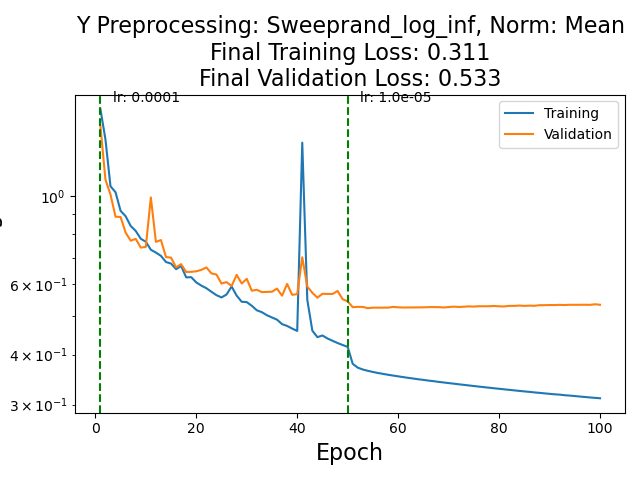 Y Preprocessing: Sweeprand_log_inf, Norm: Mean
Final Training Loss: 0.311
Final Validation Loss: 0.533
lr: 0.0001
lr: 1.0e-05
Training
Validation
10⁰
6 × 10⁻¹
4 × 10⁻¹
3 × 10⁻¹
0
20
40
60
80
100
Epoch